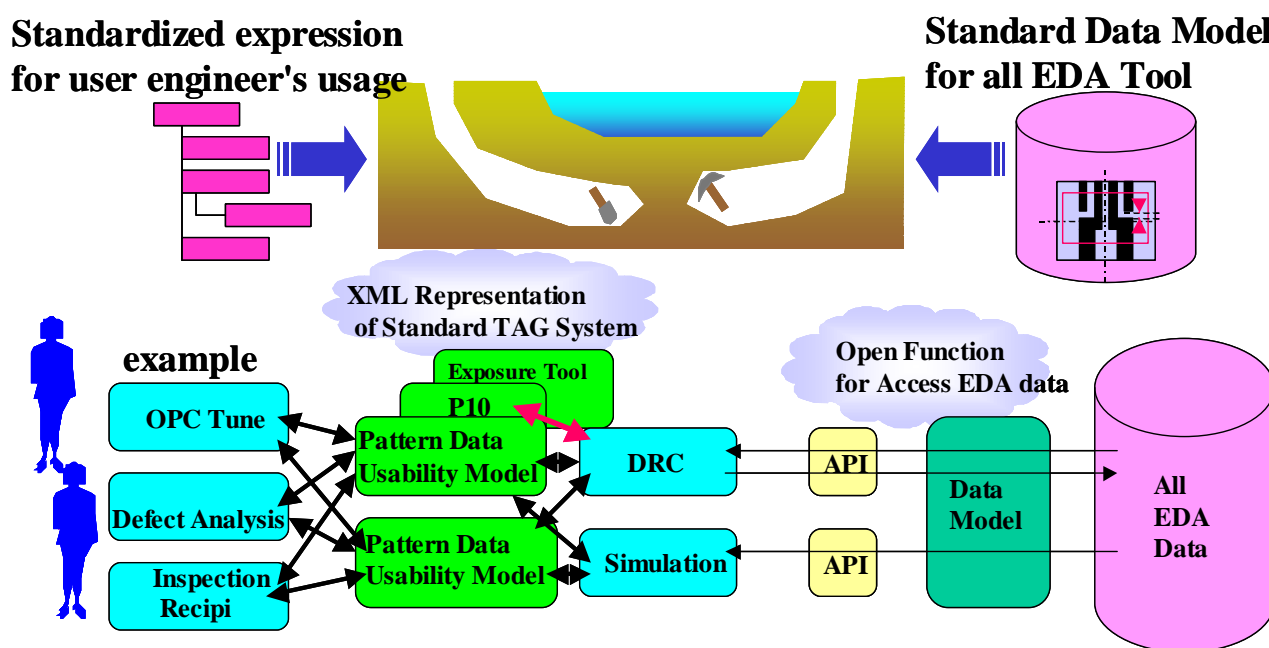 Standardized expression
for user engineer's usage
Standard Data Model
for all EDA Tool
XML Representation
of Standard TAG System
Open Function
for Access EDA data
example
OPC Tune
Defect Analysis
Inspection
Recipi
Exposure Tool
P10
Pattern Data
Usability Model
Pattern Data
Usability Model
DRC
Simulation
API
API
Data
Model
All
EDA
Data